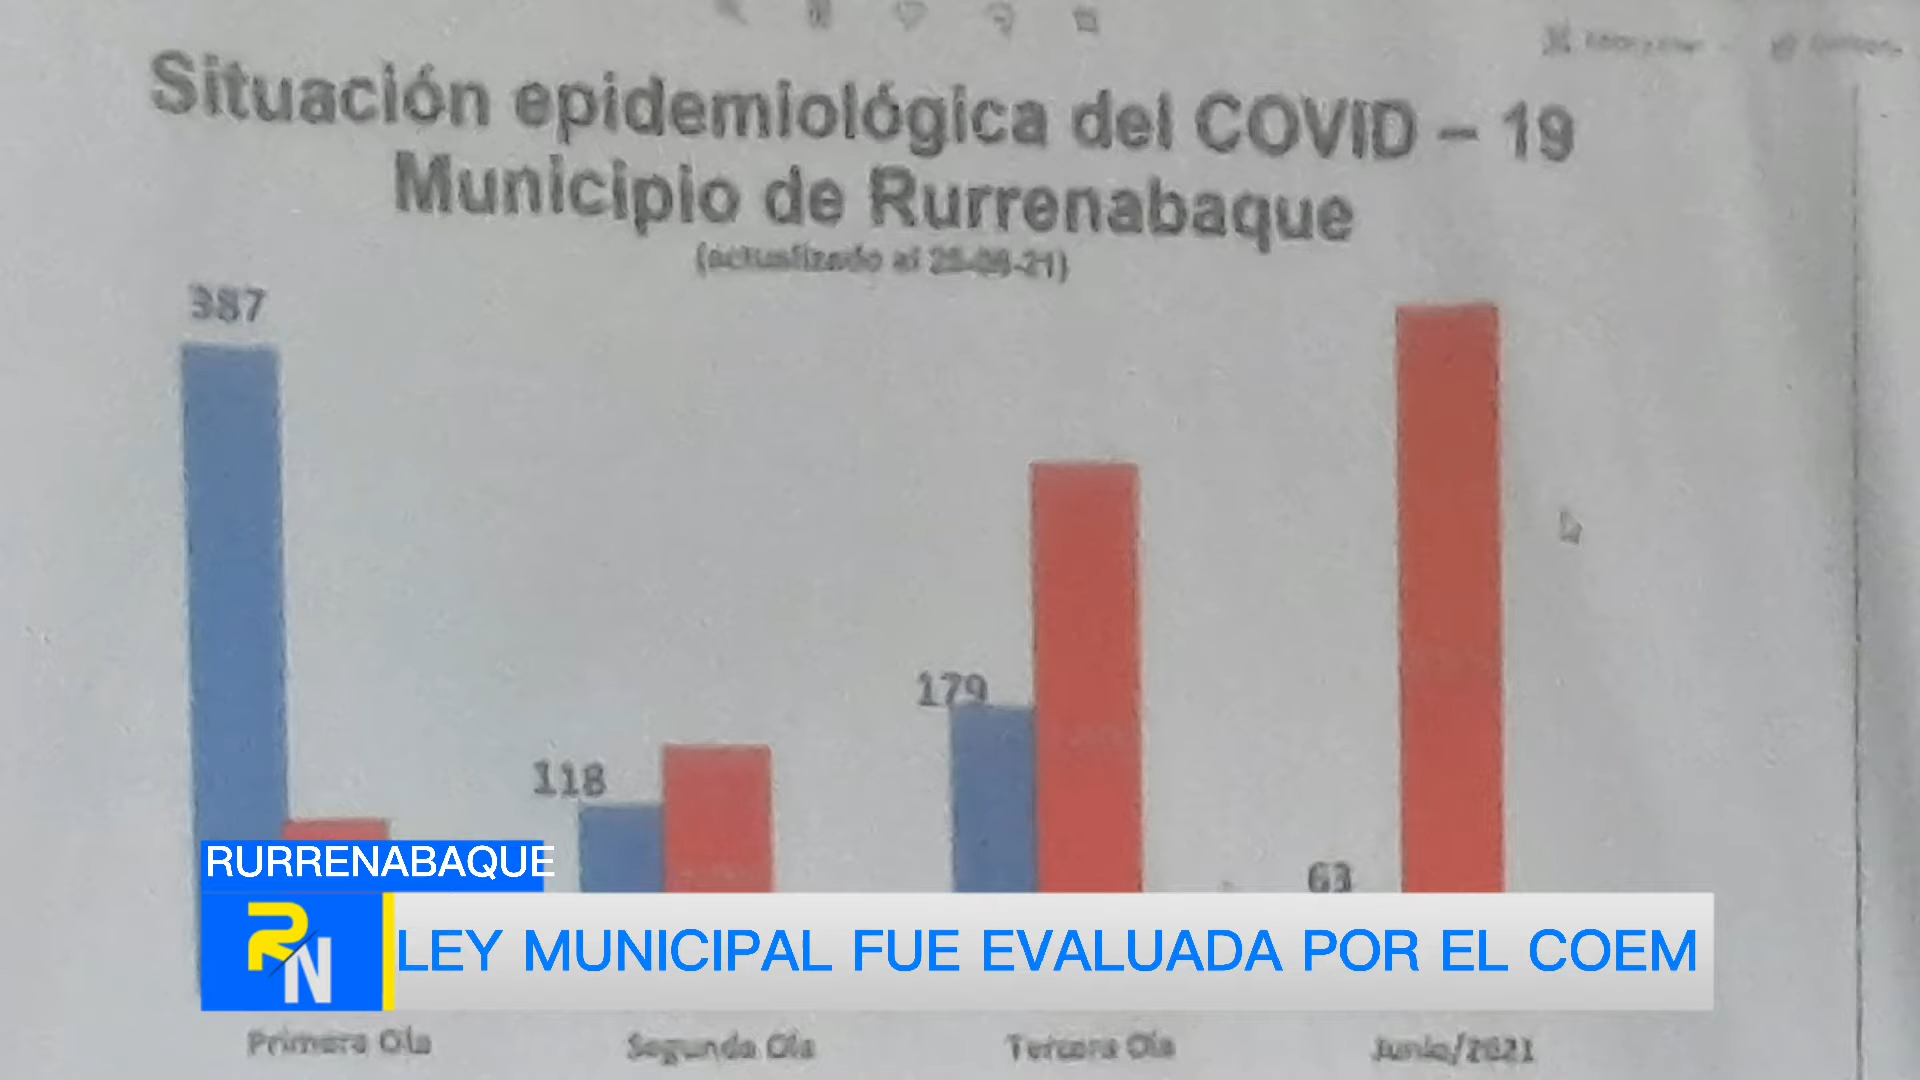 Situación epidemiológica del COVID – 19
Municipio de Rurrenabaque
387
179
118
63
RURRENABAQUE
RN
LEY MUNICIPAL FUE EVALUADA POR EL COEM
Primera Ola
Segunda Ola
Tercera Ola
Junio/2021